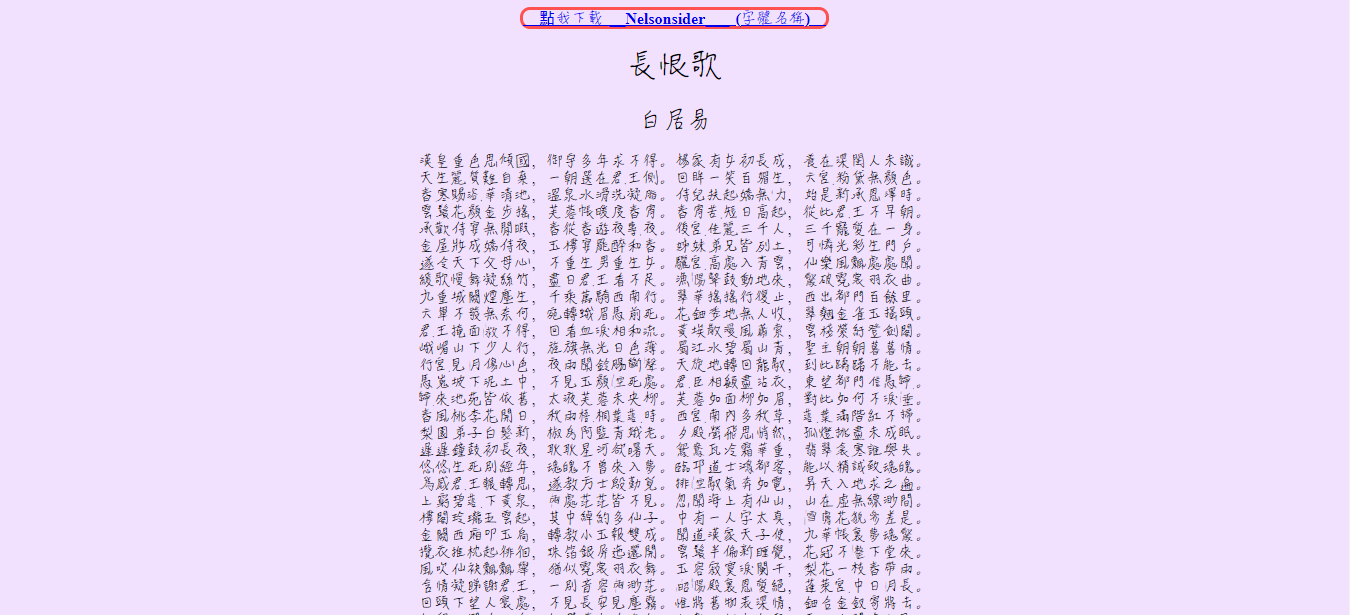 點我下載 __Nelsonsider___ (字體名稱)
長恨歌
白居易
漢皇重色思傾國, 御宇多年求不得。 楊家有女初長成, 養在深閨人未識。
天生麗質難自棄, 一朝選在君王側。 回眸一笑百媚生, 六宮粉黛無顏色。
春寒賜浴華清池, 溫泉水滑洗凝脂。 侍兒扶起嬌無力, 始是新承恩澤時。
雲鬢花顏金步搖, 芙蓉帳暖度春宵。 春宵苦短日高起, 從此君王不早朝。
承歡侍宴無閒暇, 春從春遊夜專夜。 後宮佳麗三千人, 三千寵愛在一身。
金屋妝成嬌侍夜, 玉樓宴罷醉和春。 姊妹弟兄皆列土, 可憐光彩生門戶。
遂令天下父母心, 不重生男重生女。 驪宮高處入青雲, 仙樂風飄處處聞。
緩歌慢舞凝絲竹, 盡日君王看不足。 漁陽鼙鼓動地來, 驚破霓裳羽衣曲。
九重城闕煙塵生, 千乘萬騎西南行。 翠華搖搖行復止, 西出都門百餘里。
六軍不發無奈何, 宛轉蛾眉馬前死。 花鈿委地無人收, 翠翹金雀玉搔頭。
君王掩面救不得, 回看血淚相和流。 黃埃散漫風蕭索, 雲棧縈紆登劍閣。
峨嵋山下少人行, 旌旗無光日色薄。 蜀江水碧蜀山青, 聖主朝朝暮暮情。
行宮見月傷心色, 夜雨聞鈴腸斷聲。 天旋地轉回龍馭, 到此躊躇不能去。
馬嵬坡下泥土中, 不見玉顏空死處。 君臣相顧盡沾衣, 東望都門信馬歸。
歸來池苑皆依舊, 太液芙蓉未央柳。 芙蓉如面柳如眉, 對此如何不淚垂。
春風桃李花開日, 秋雨梧桐葉落時。 西宮南內多秋草, 落葉滿階紅不掃。
梨園弟子白髮新, 椒房阿監青娥老。 夕殿螢飛思悄然, 孤燈挑盡未成眠。
遲遲鐘鼓初長夜, 耿耿星河欲曙天。 鴛鴦瓦冷霜華重, 翡翠衾寒誰與共。
悠悠生死別經年, 魂魄不曾來入夢。 臨邛道士鴻都客, 能以精誠致魂魄。
為感君王輾轉思, 遂教方士殷勤覓。 排空馭氣奔如電, 昇天入地求之遍。
上窮碧落下黃泉, 兩處茫茫皆不見。 忽聞海上有仙山, 山在虛無縹渺間。
樓閣玲瓏五雲起, 其中綽約多仙子。 中有一人字太真, 雪膚花貌參差是。
金闕西廂叩玉扃, 轉教小玉報雙成。 聞道漢家天子使, 九華帳裏夢魂驚。
攬衣推枕起徘徊, 珠箔銀屏迤邐開。 雲鬢半偏新睡覺, 花冠不整下堂來。
風吹仙袂飄飄舉, 猶似霓裳羽衣舞。 玉容寂寞淚闌干, 梨花一枝春帶雨。
含情凝睇謝君王, 一別音容兩渺茫。 昭陽殿裏恩愛絕, 蓬萊宮中日月長。
回頭下望人寰處, 不見長安見塵霧。 惟將舊物表深情, 鈿合金釵寄將去。